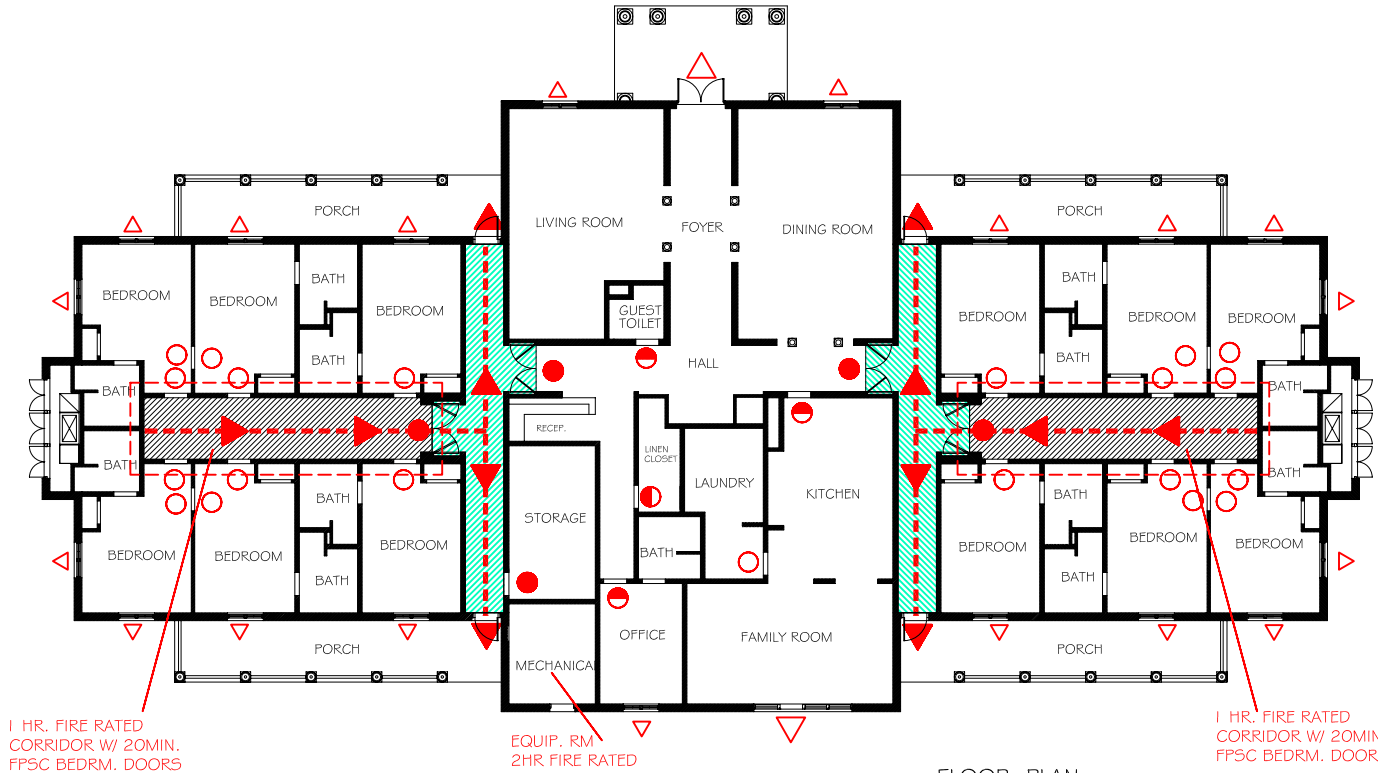 PORCH
PORCH
LIVING ROOM
FOYER
DINING ROOM
BEDROOM
BEDROOM
BATH
BEDROOM
BATH
BATH
BATH
GUEST
TOILET
HALL
BEDROOM
BATH
BEDROOM
BEDROOM
BATH
BATH
BATH
RECEP.
LINEN
CLOSET
LAUNDRY
KITCHEN
STORAGE
BATH
BEDROOM
BEDROOM
BATH
BEDROOM
BATH
BEDROOM
BATH
BEDROOM
BEDROOM
BATH
OFFICE
FAMILY ROOM
MECHANICAL
PORCH
PORCH
1 HR. FIRE RATED
CORRIDOR W/ 20MIN.
FPSC BEDRM. DOORS
EQUIP. RM
2HR FIRE RATED
1 HR. FIRE RATED
CORRIDOR W/ 20MIN
FPSC BEDRM. DOOR
FLOOR PLAN